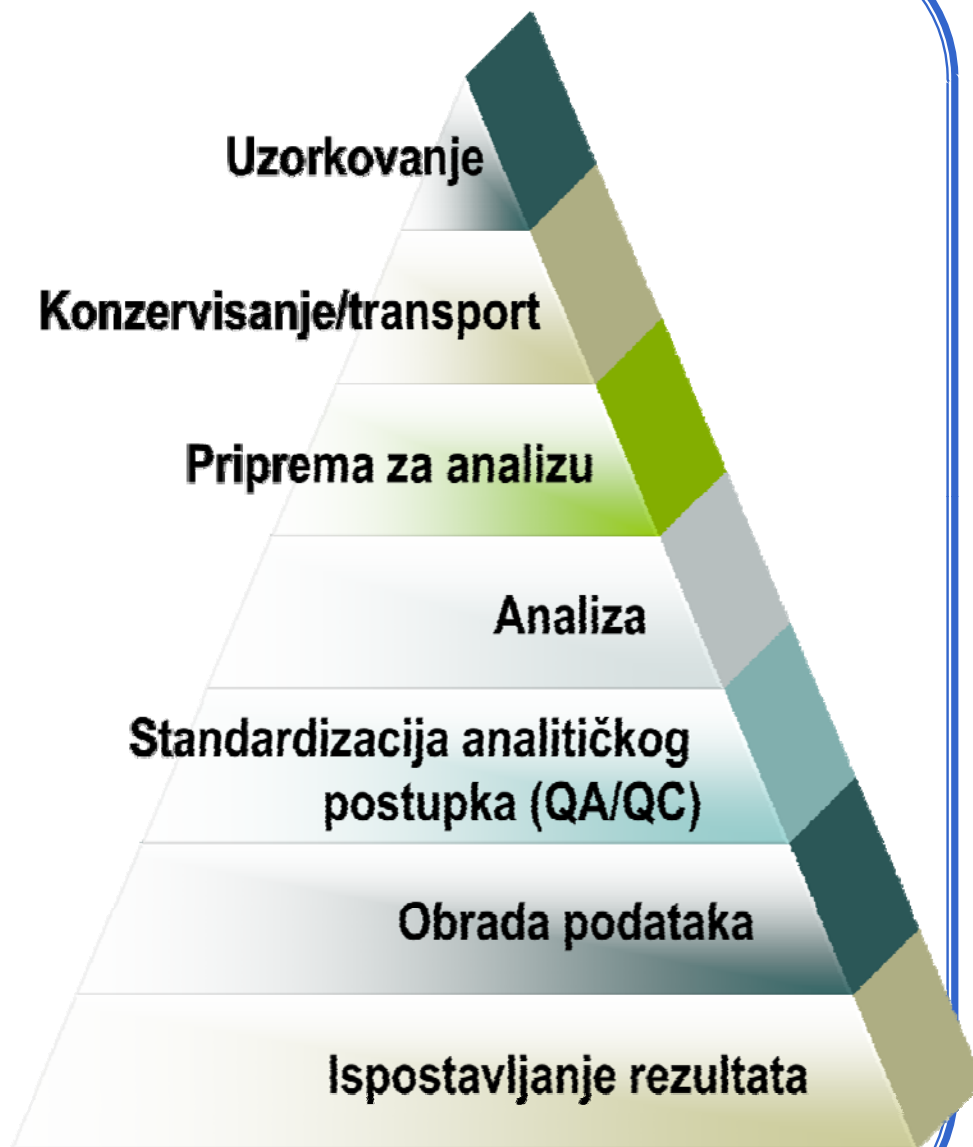 Uzorkovanje
Konzervisanje/transport
Priprema za analizu
Analiza
Standardizacija analitičkog
postupka (QA/QC)
Obrada podataka
Ispostavljanje rezultata